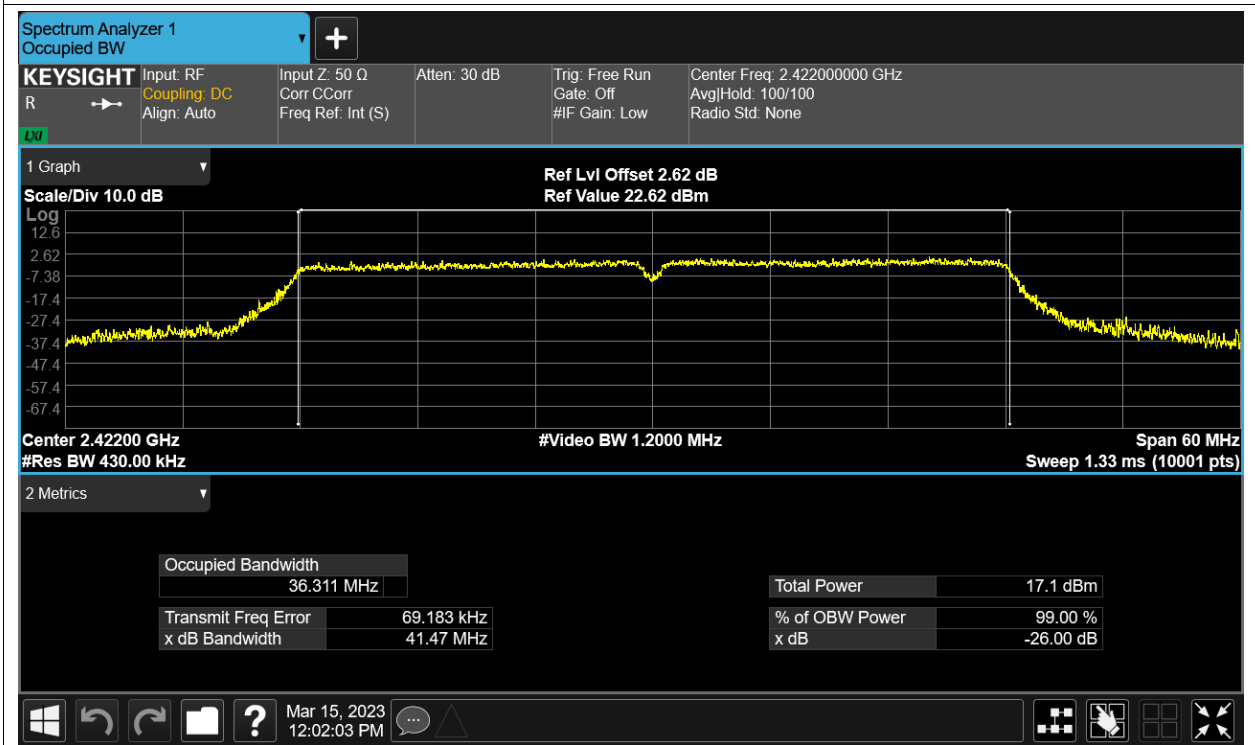 Spectrum Analyzer 1
Occupied BW
KEYSIGHT
R
LXI
Input: RF
Coupling: DC
Align: Auto
Input Z: 50 Ω
Corr CCorr
Freq Ref: Int (S)
Atten: 30 dB
Trig: Free Run
Gate: Off
#IF Gain: Low
Center Freq: 2.422000000 GHz
Avg|Hold: 100/100
Radio Std: None
1 Graph
Scale/Div 10.0 dB
Ref Lvl Offset 2.62 dB
Ref Value 22.62 dBm
Log
12.6
2.62
-7.38
-17.4
-27.4
-37.4
-47.4
-57.4
-67.4
Center 2.42200 GHz
#Video BW 1.2000 MHz
Span 60 MHz
#Res BW 430.00 kHz
Sweep 1.33 ms (10001 pts)
2 Metrics
Occupied Bandwidth
36.311 MHz
Total Power 17.1 dBm
Transmit Freq Error 69.183 kHz
% of OBW Power 99.00 %
x dB Bandwidth 41.47 MHz
x dB -26.00 dB
?
Mar 15, 2023
12:02:03 PM